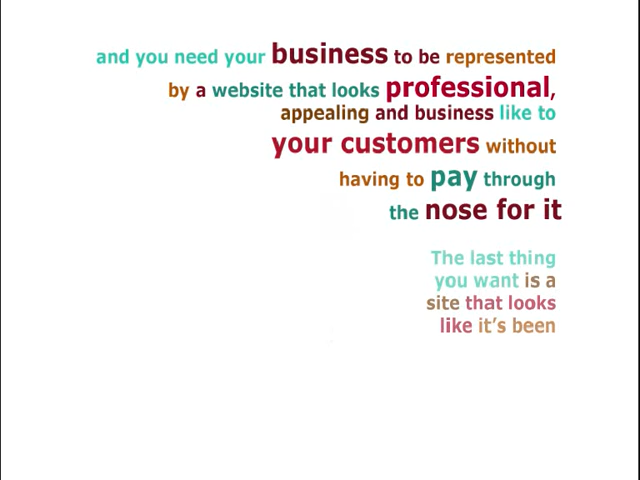 and you need your business to be represented
by a website that looks professional,
appealing and business like to
your customers without
having to pay through
the nose for it
The last thing
you want is a
site that looks
like it’s been